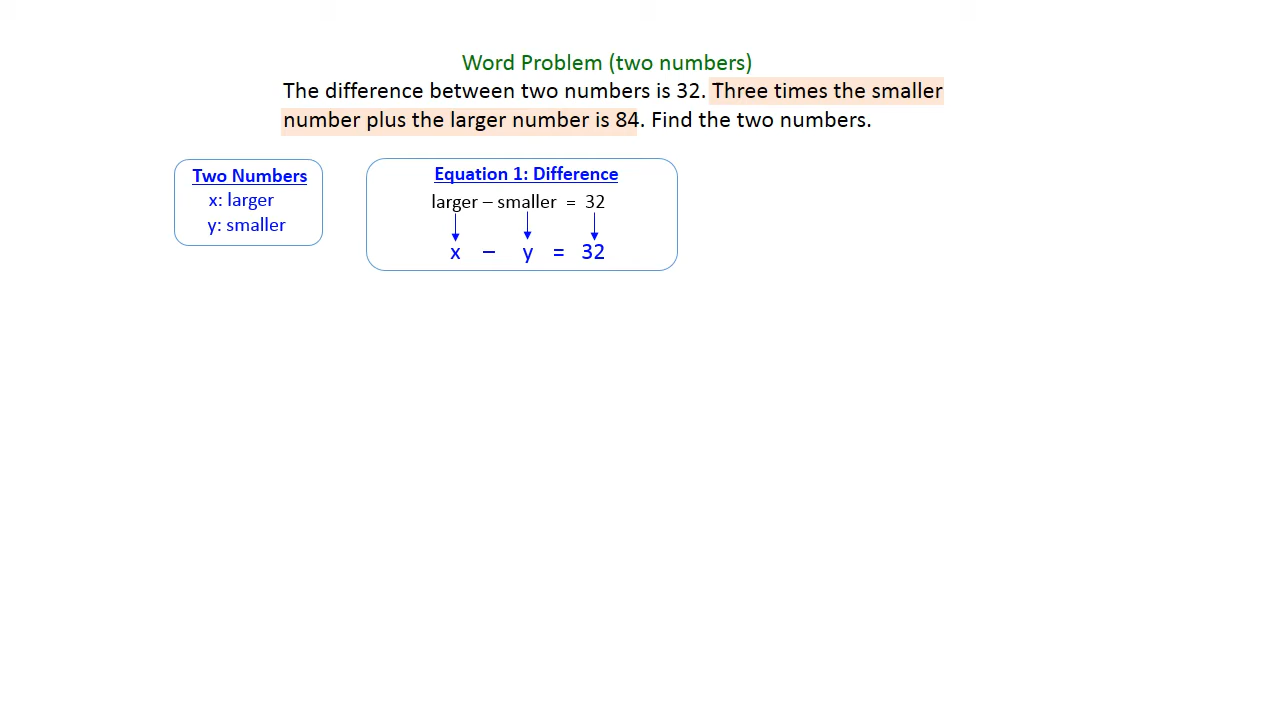 Word Problem (two numbers)
The difference between two numbers is 32. Three times the smaller
number plus the larger number is 84. Find the two numbers.
Two Numbers
x: larger
y: smaller
Equation 1: Difference
larger – smaller = 32
x – y = 32